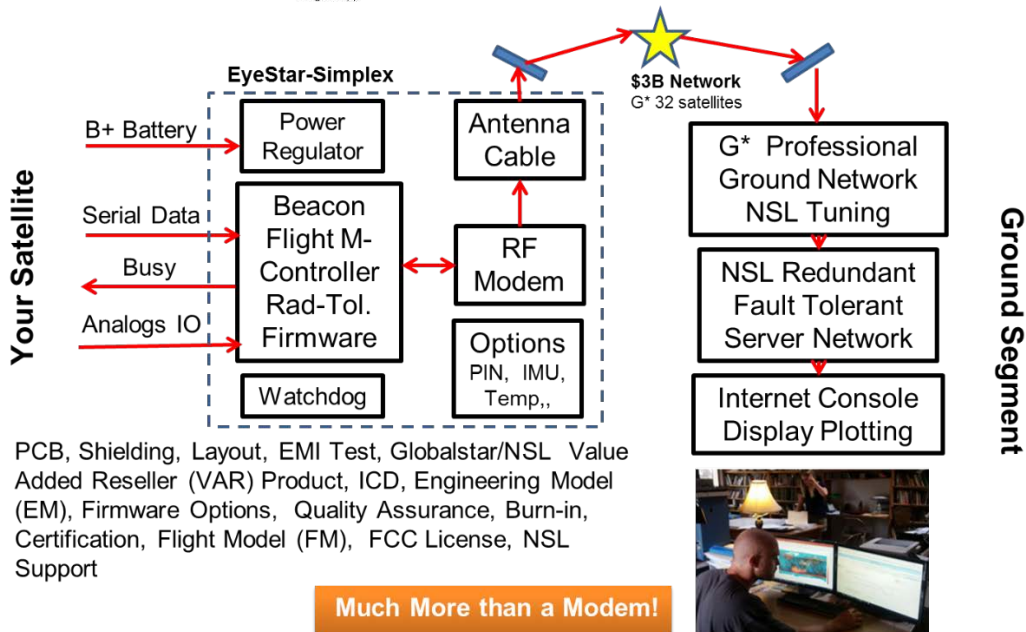 EyeStar-Simplex
$3B Network
G* 32 satellites
Your Satellite
B+ Battery
Serial Data
Busy
Analogs IO
Power
Regulator
Beacon
Flight M-
Controller
Rad-Tol.
Firmware
Watchdog
Antenna
Cable
RF
Modem
Options
PIN, IMU,
Temp,,
G* Professional
Ground Network
NSL Tuning
NSL Redundant
Fault Tolerant
Server Network
Internet Console
Display Plotting
Ground Segment
PCB, Shielding, Layout, EMI Test, Globalstar/NSL Value
Added Reseller (VAR) Product, ICD, Engineering Model
(EM), Firmware Options, Quality Assurance, Burn-in,
Certification, Flight Model (FM), FCC License, NSL
Support
Much More than a Modem!